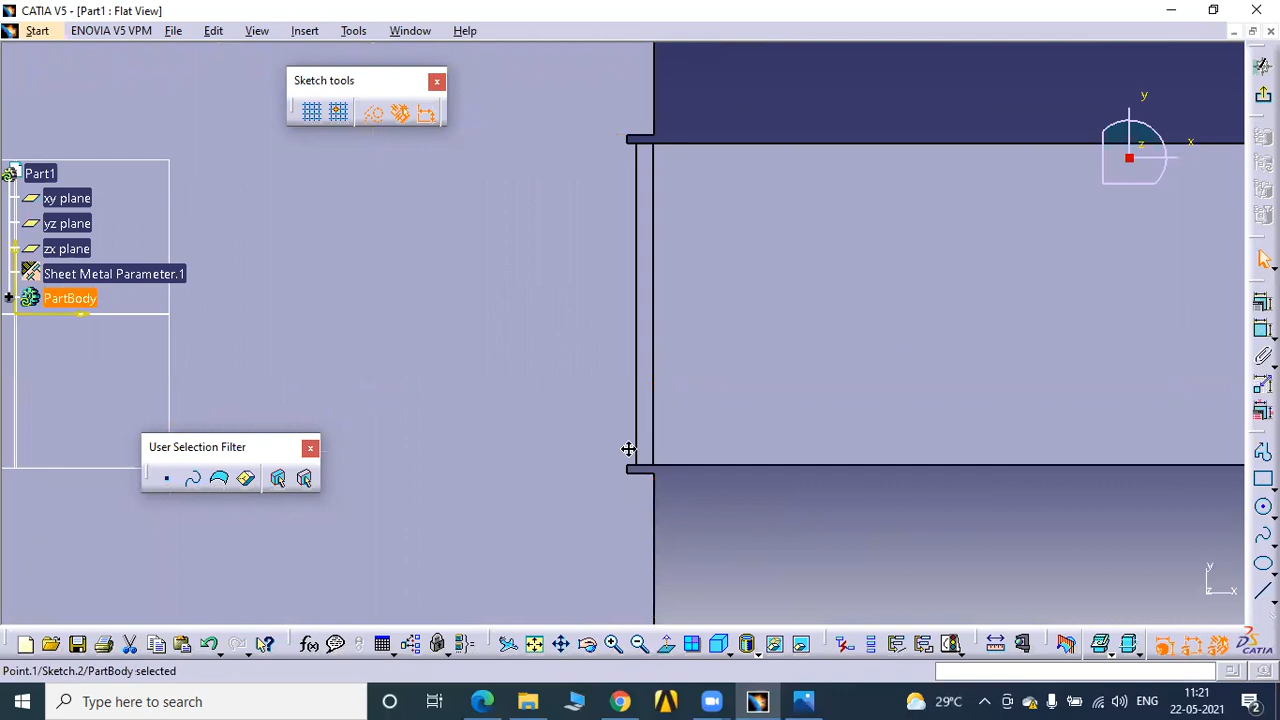 CATIA V5 - [Part1 : Flat View]
Start ENOVIA V5 VPM File Edit View Insert Tools Window Help
Sketch tools
y
x
z
Part1
xy plane
yz plane
zx plane
Sheet Metal Parameter.1
PartBody
User Selection Filter
y
z x
f(x)
CATIA
Point.1/Sketch.2/PartBody selected
Type here to search
29°C
ENG
11:21
22-05-2021
2